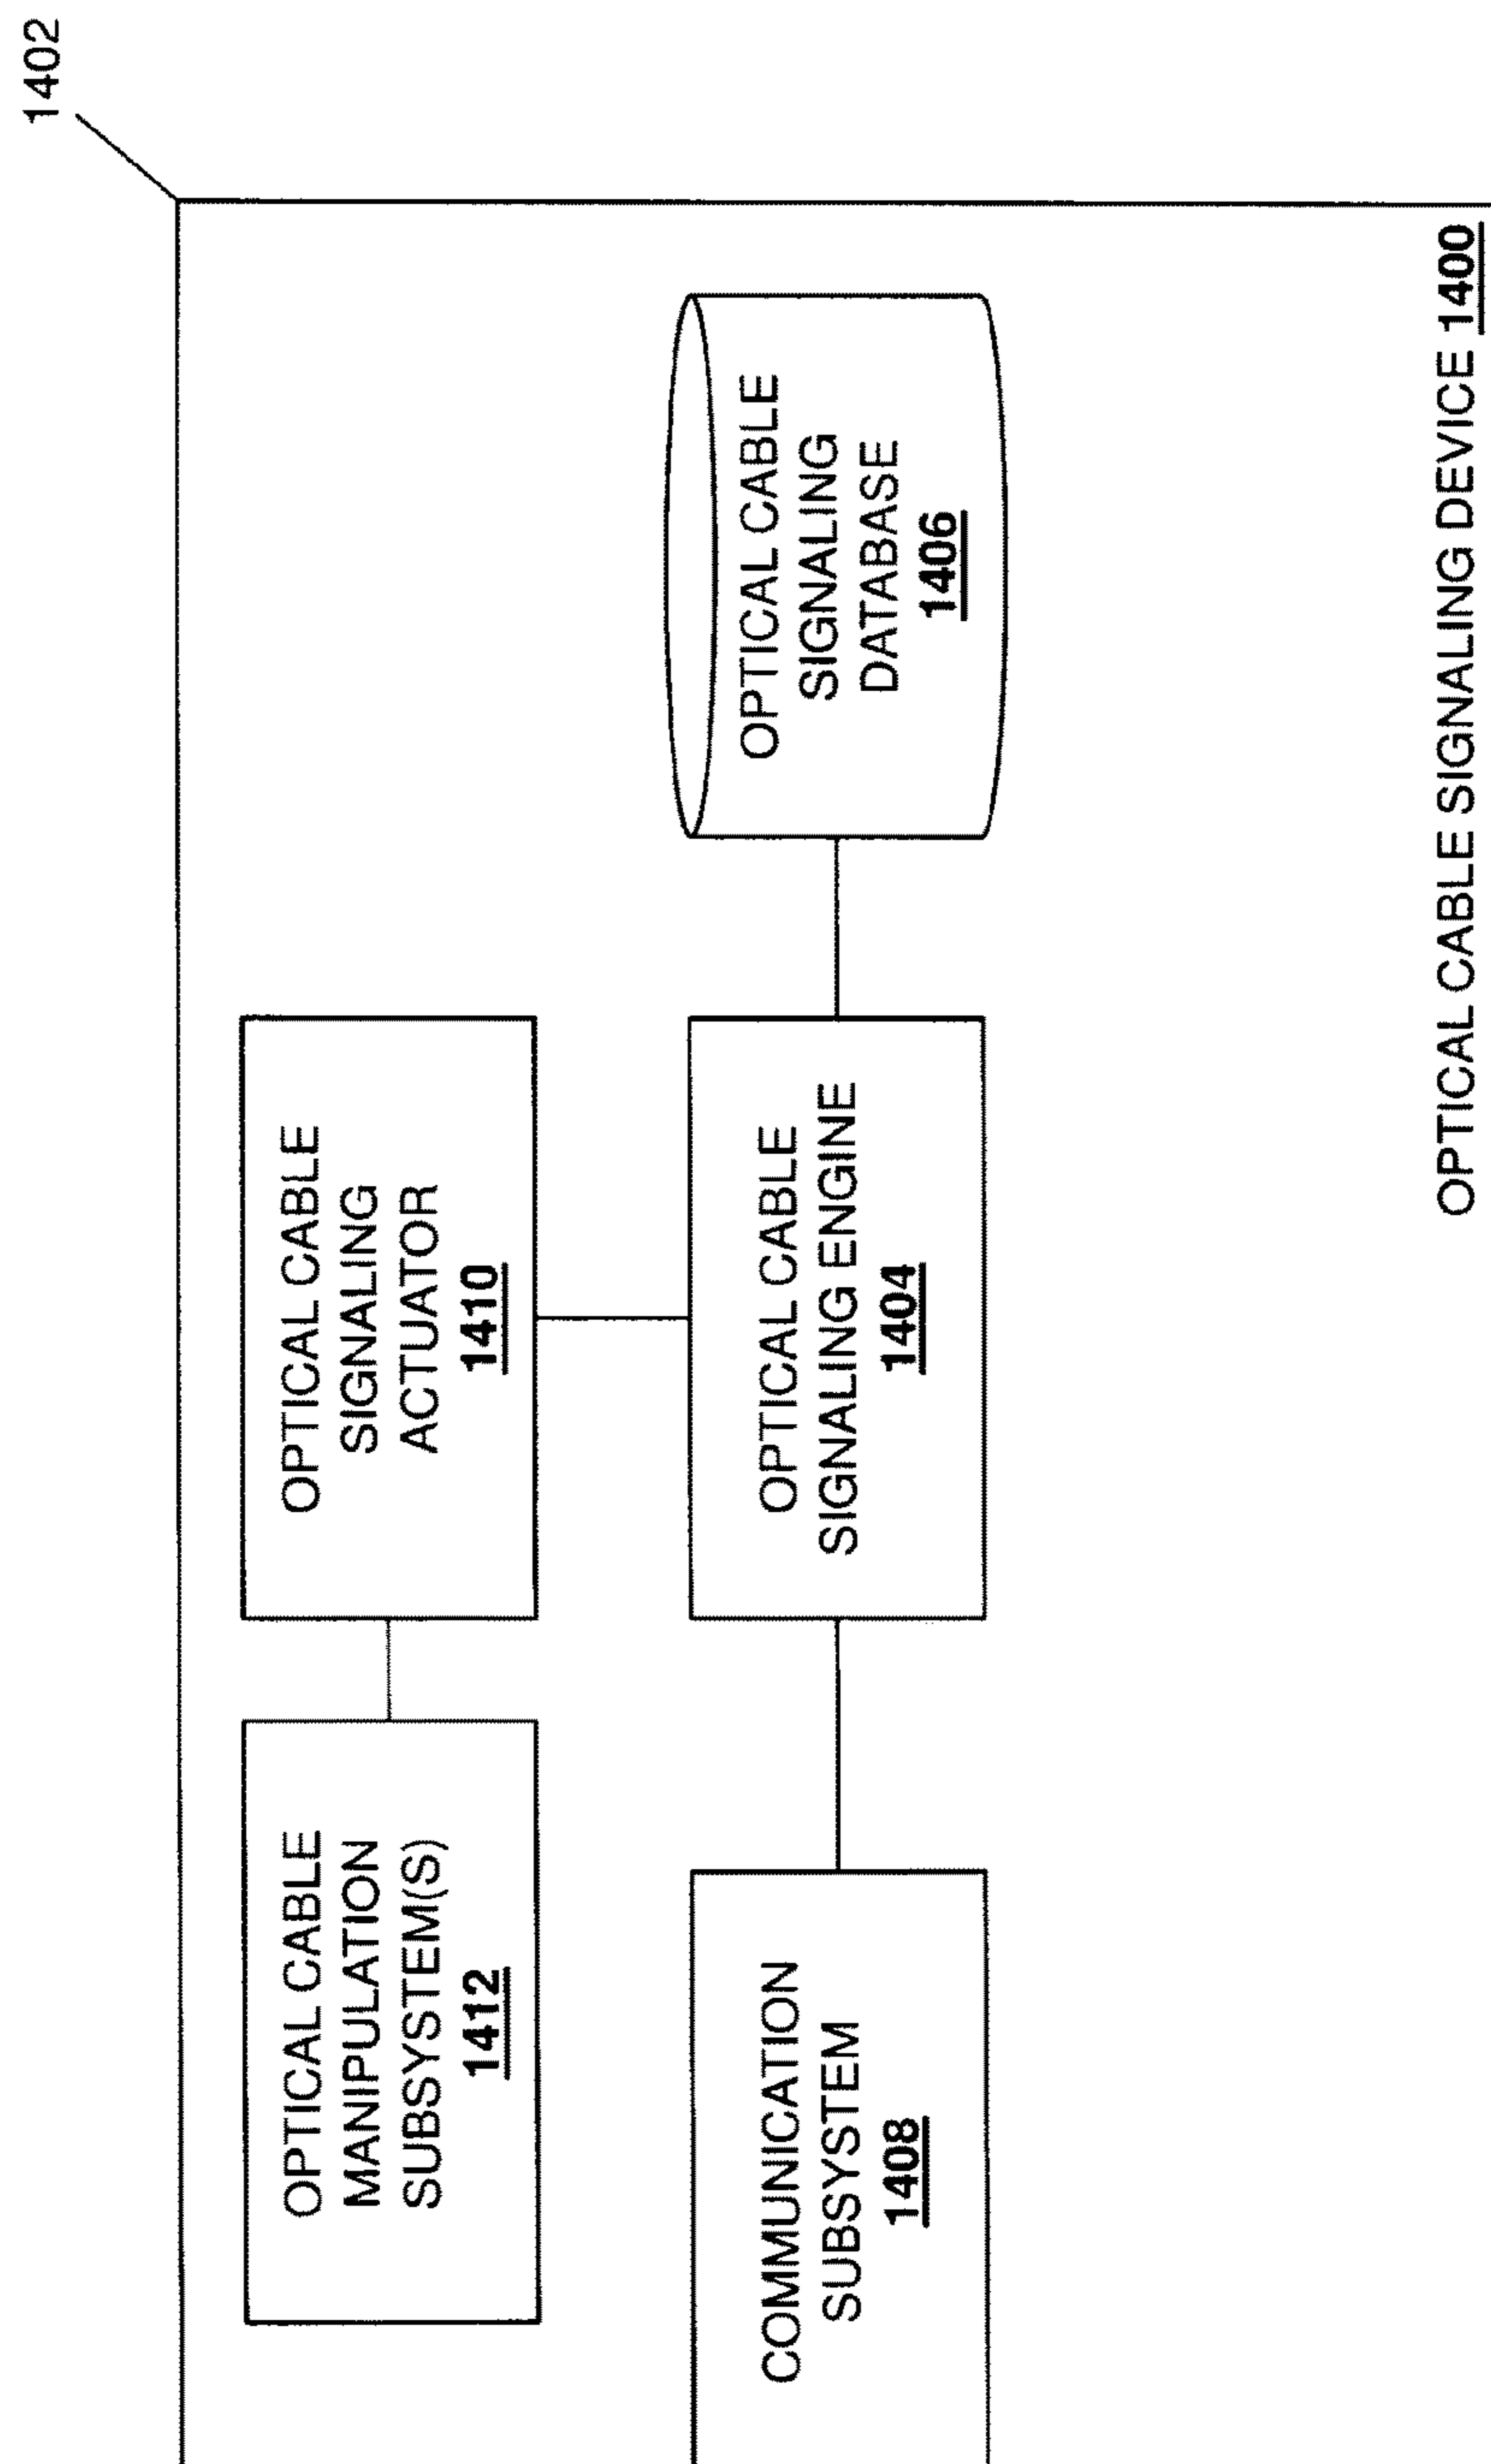 1402
OPTICAL CABLE
MANIPULATION
SUBSYSTEM(S)
1412
OPTICAL CABLE
SIGNALING
ACTUATOR
1410
COMMUNICATION
SUBSYSTEM
1408
OPTICAL CABLE
SIGNALING ENGINE
1404
OPTICAL CABLE
SIGNALING
DATABASE
1406
OPTICAL CABLE SIGNALING DEVICE 1400